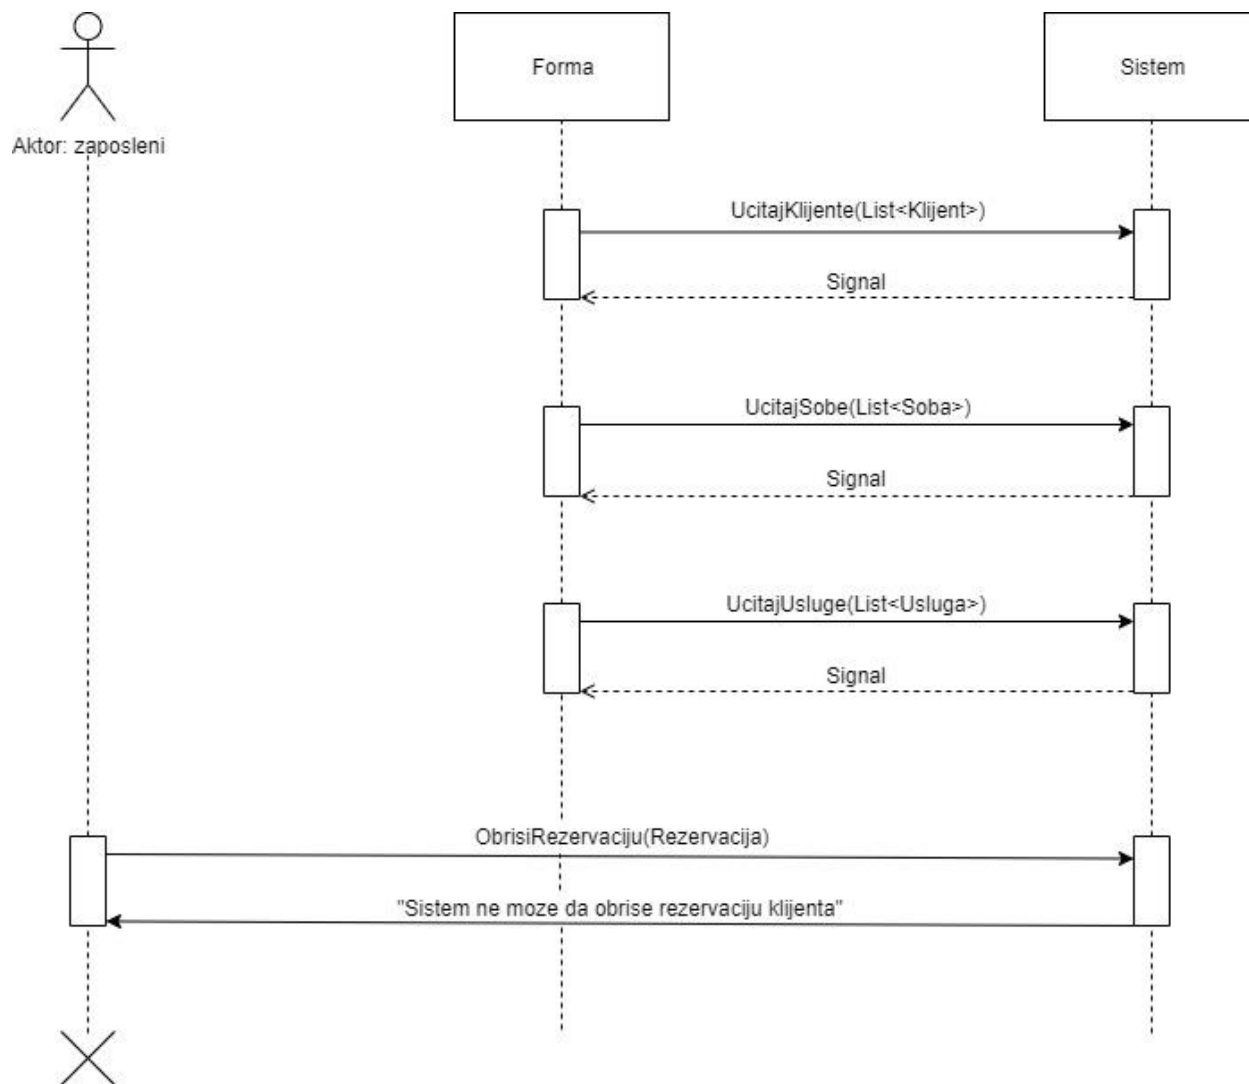 Forma
Sistem
Aktor: zaposleni
UcitajKlijente(List<Klijent>)
Signal
UcitajSobe(List<Soba>)
Signal
UcitajUsluge(List<Usluga>)
Signal
ObrisiRezervaciju(Rezervacija)
"Sistem ne moze da obrise rezervaciju klijenta"